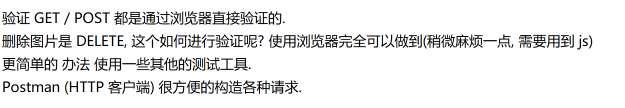 验证 GET / POST 都是通过浏览器直接验证的.
删除图片是 DELETE, 这个如何进行验证呢? 使用浏览器完全可以做到(稍微麻烦一点, 需要用到 js)
更简单的 办法 使用一些其他的测试工具.
Postman (HTTP 客户端) 很方便的构造各种请求.